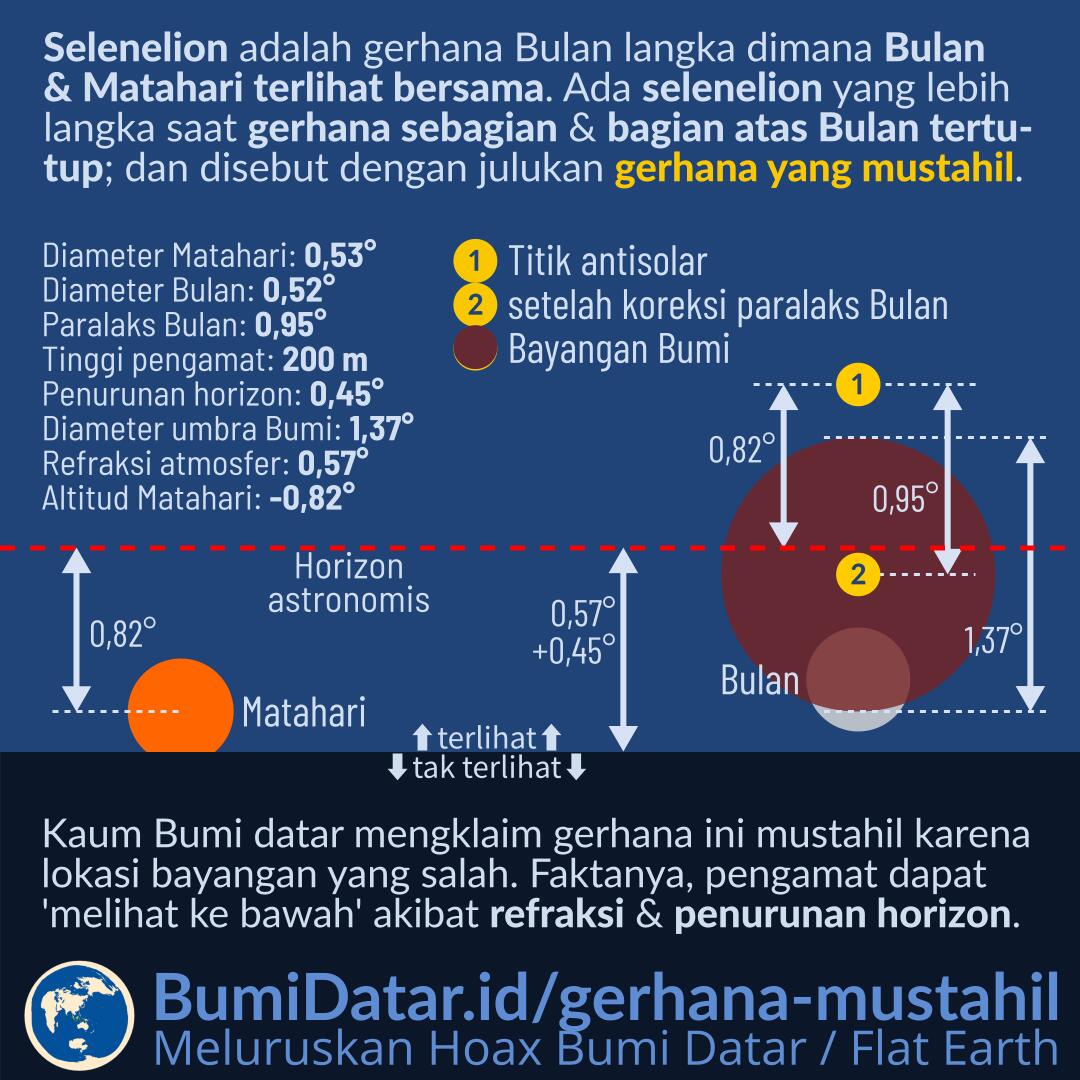 Selenelion adalah gerhana Bulan langka dimana Bulan
& Matahari terlihat bersama. Ada selenelion yang lebih
langka saat gerhana sebagian & bagian atas Bulan tertu-
tup; dan disebut dengan julukan gerhana yang mustahil.
Diameter Matahari: 0,53°
Diameter Bulan: 0,52°
Paralaks Bulan: 0,95°
Tinggi pengamat: 200 m
Penurunan horizon: 0,45°
Diameter umbra Bumi: 1,37°
Refraksi atmosfer: 0,57°
Altitud Matahari: -0,82°
1 Titik antisolar
2 setelah koreksi paralaks Bulan
Bayangan Bumi
1
0,82°
0,95°
Horizon
astronomis
2
0,82°
0,57°
+0,45°
1,37°
Bulan
Matahari
terlihat
tak terlihat
Kaum Bumi datar mengklaim gerhana ini mustahil karena
lokasi bayangan yang salah. Faktanya, pengamat dapat
'melihat ke bawah' akibat refraksi & penurunan horizon.
BumiDatar.id/gerhana-mustahil
Meluruskan Hoax Bumi Datar / Flat Earth